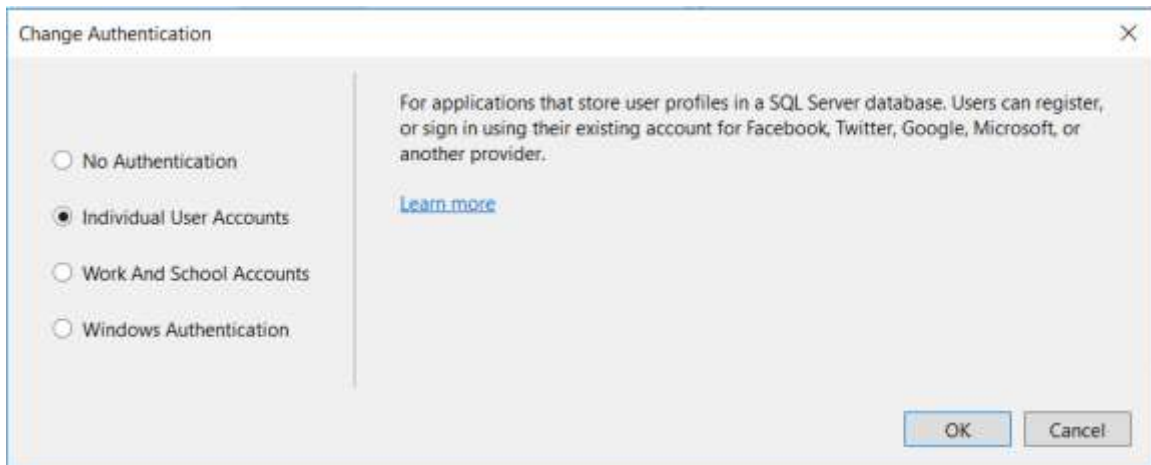 Change Authentication
No Authentication
Individual User Accounts
Work And School Accounts
Windows Authentication
For applications that store user profiles in a SQL Server database. Users can register,
or sign in using their existing account for Facebook, Twitter, Google, Microsoft, or
another provider.
Learn more
OK
Cancel